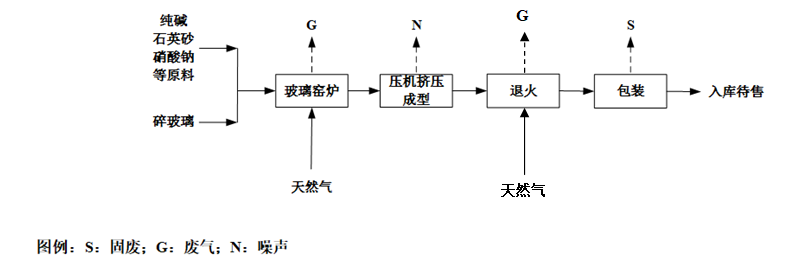 纯碱
石英砂
硝酸钠
等原料
碎玻璃
G
玻璃窑炉
天然气
N
压机挤压
成型
G
退火
天然气
S
包装
入库待售
图例：S：固废；G：废气；N：噪声